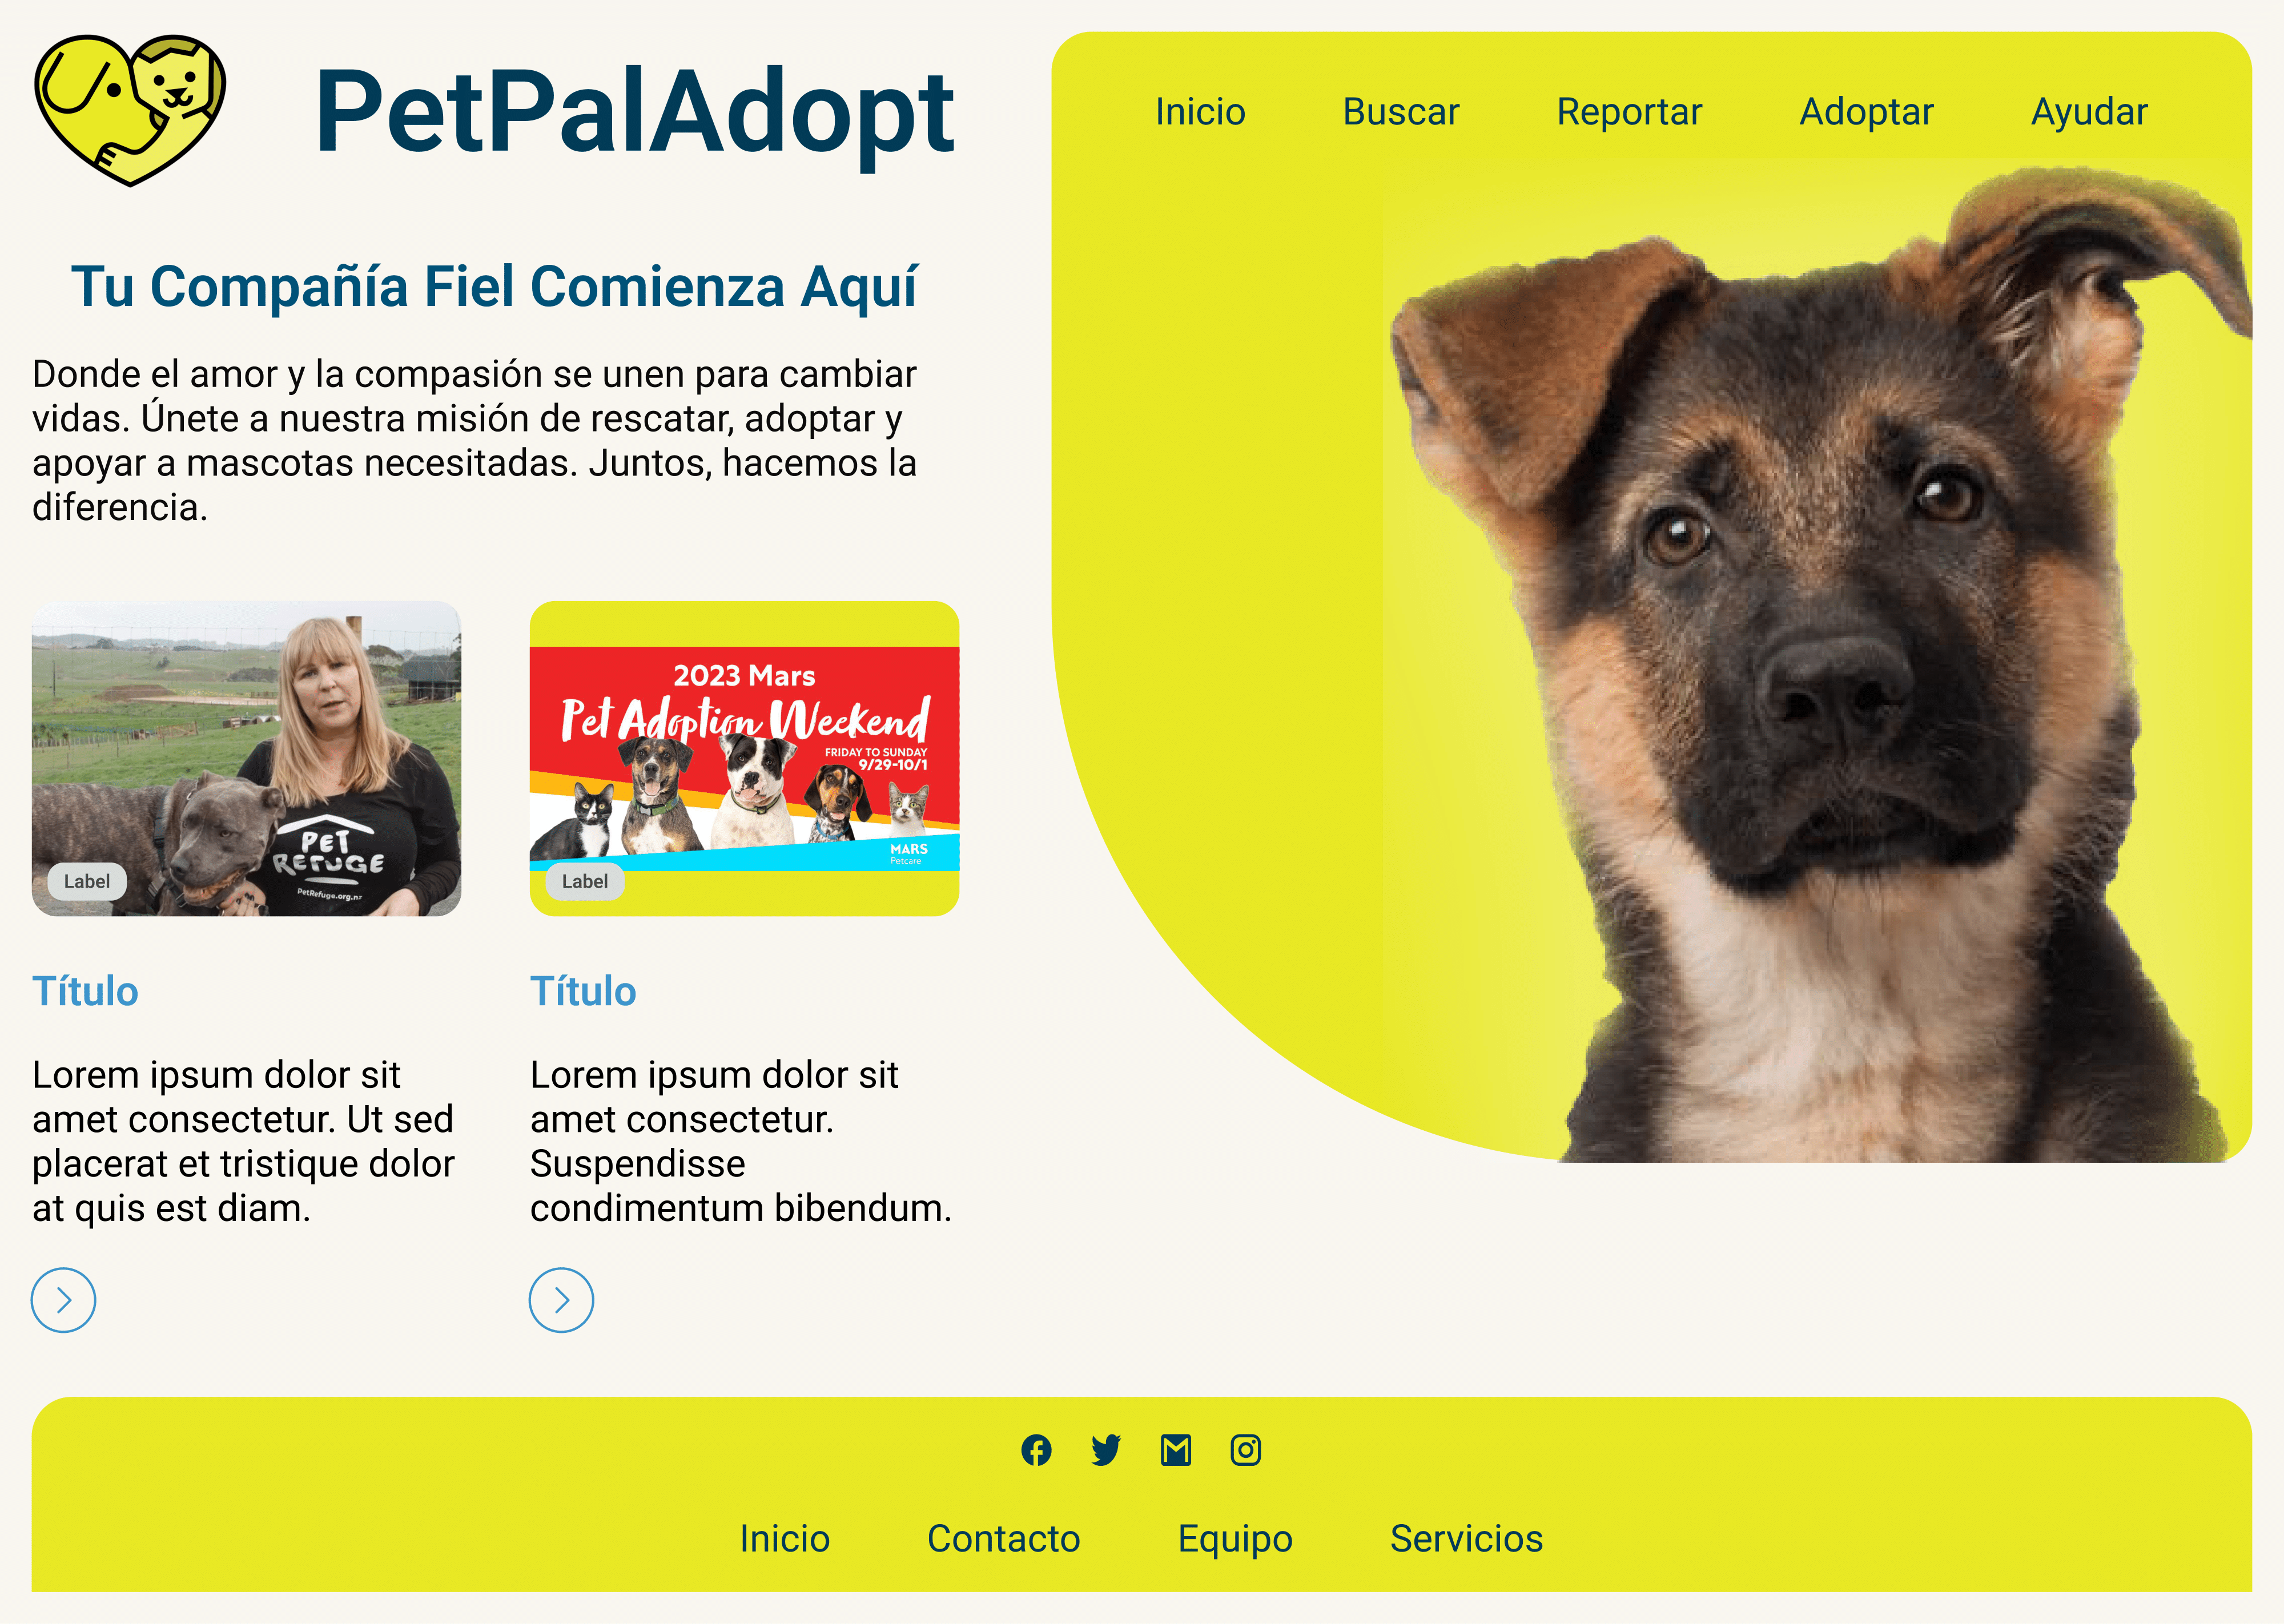 PetPalAdopt
Inicio Buscar Reportar Adoptar Ayudar
Tu Compañía Fiel Comienza Aquí
Donde el amor y la compasión se unen para cambiar
vidas. Únete a nuestra misión de rescatar, adoptar y
apoyar a mascotas necesitadas. Juntos, hacemos la
diferencia.
PET
REFUGE
PetRefuge.org.nz
Label
2023 Mars
Pet Adoption Weekend
FRIDAY TO SUNDAY
9/29-10/1
MARS
Petcare
Label
Título
Lorem ipsum dolor sit
amet consectetur. Ut sed
placerat et tristique dolor
at quis est diam.
Título
Lorem ipsum dolor sit
amet consectetur.
Suspendisse
condimentum bibendum.
Inicio Contacto Equipo Servicios